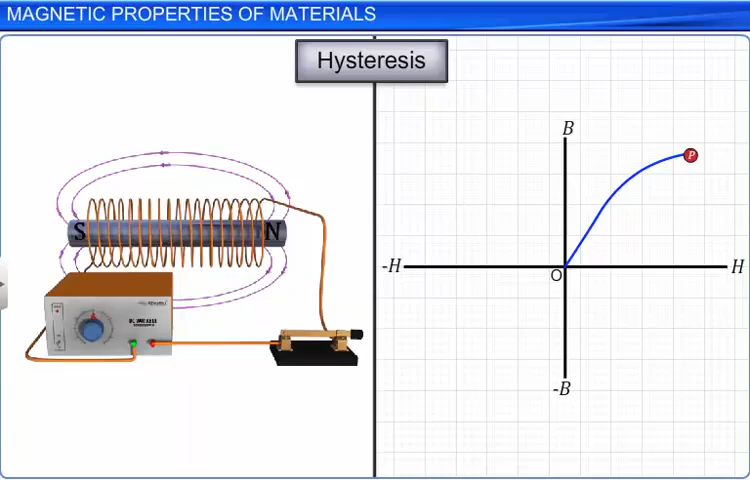 MAGNETIC PROPERTIES OF MATERIALS
Hysteresis
S
N
B
P
-H
H
O
-B